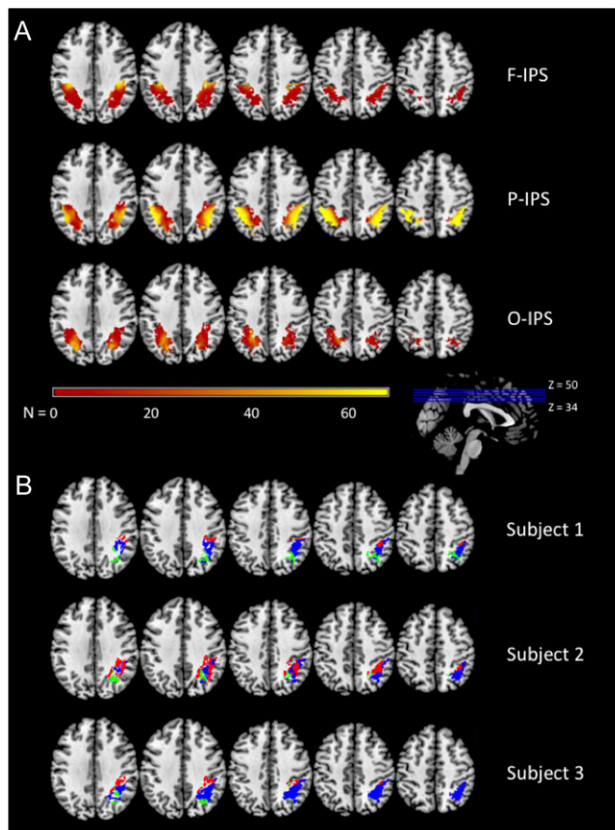 A
F-IPS
P-IPS
O-IPS
N = 0 20 40 60
Z = 50
Z = 34
B
Subject 1
Subject 2
Subject 3